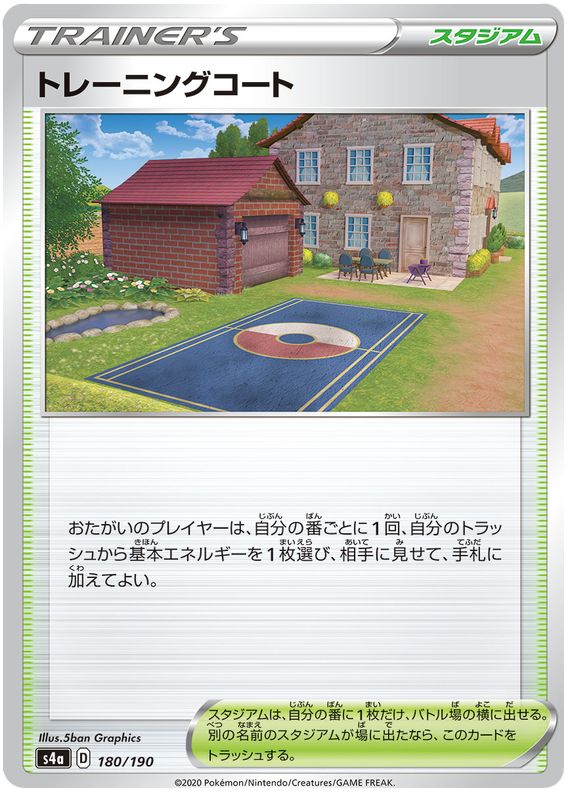 TRAINER'S スタジアム
トレーニングコート
おたがいのプレイヤーは、自分の番ごとに1回、自分のトラッ
シュから基本エネルギーを1枚選び、相手に見せて、手札に
加えてよい。
スタジアムは、自分の番に1枚だけ、バトル場の横に出せる。
別の名前のスタジアムが場に出たなら、このカードを
トラッシュする。
Illus.5ban Graphics
s4a D 180/190
©2020 Pokémon/Nintendo/Creatures/GAME FREAK.